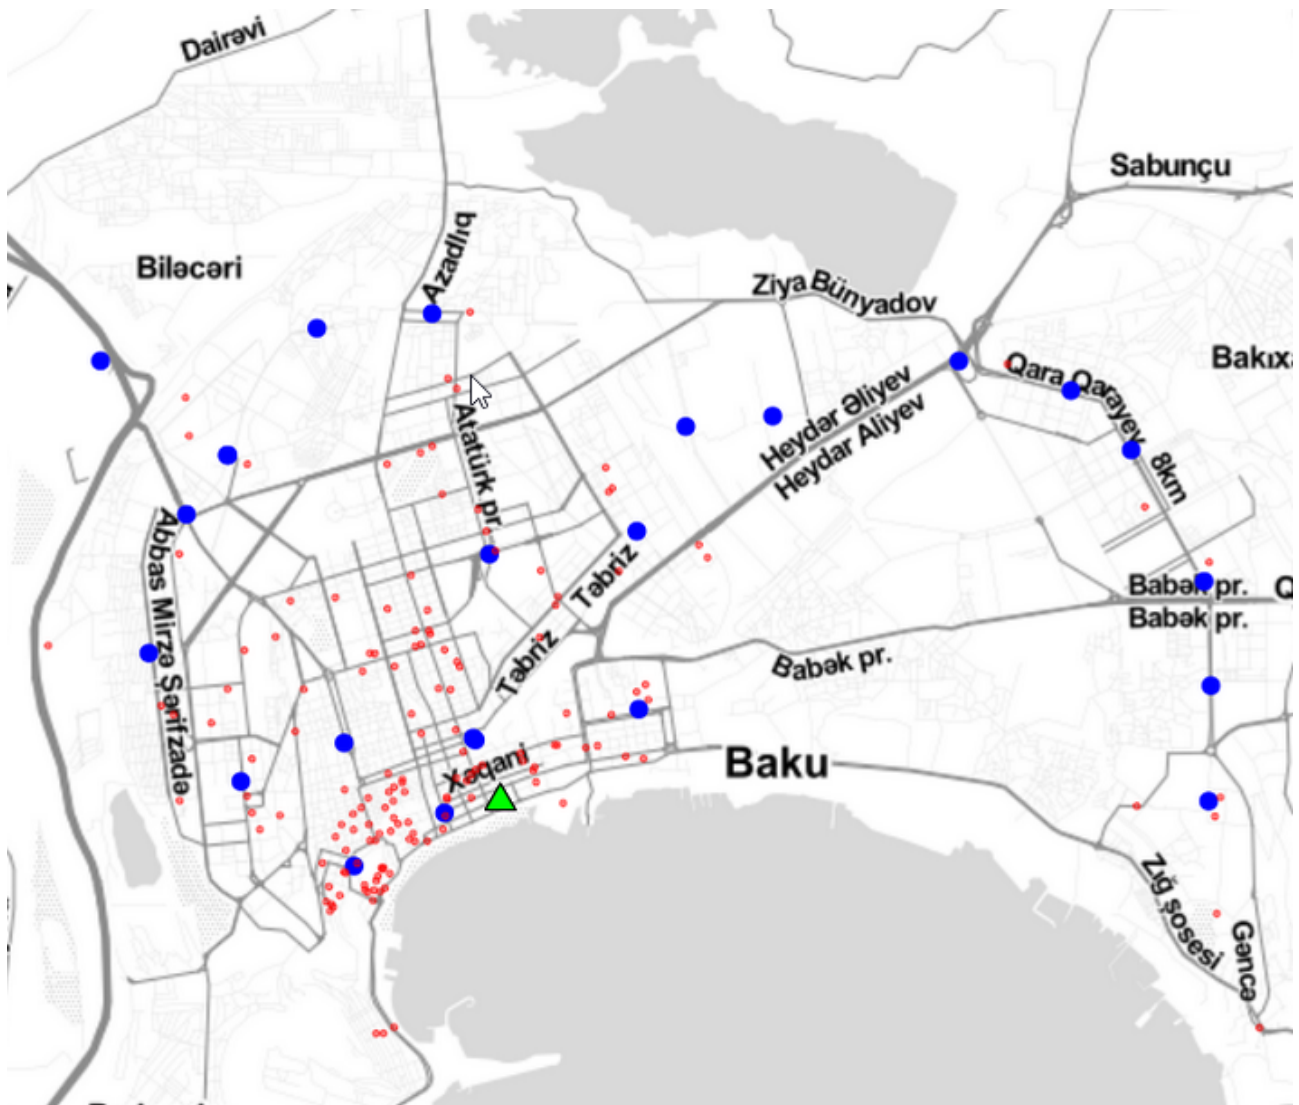 Dairəvi
Sabunçu
Azadlıq
Biləcəri
Ziya Bünyadov
Qara Qarayev
Bakıxa
Heydər Əliyev
Heydar Aliyev
Atatürk pr.
8km
Abbas Mirzə Şərifzadə
Təbriz
Babək pr.
Q
Babək pr.
Təbriz
Babək pr.
Xaqani
Baku
Zığ şosesi
Gəncə